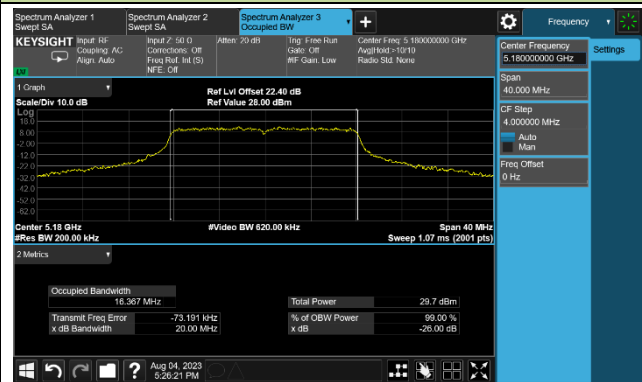 Spectrum Analyzer 1
Swept SA
Spectrum Analyzer 2
Swept SA
Spectrum Analyzer 3
Occupied BW
Frequency
KEYSIGHT
Input: RF
Coupling: AC
Align: Auto
Input Z: 50 Ω
Corrections: Off
Freq Ref: Int (S)
NFE: Off
Atten: 20 dB
Trig: Free Run
Gate: Off
#IF Gain: Low
Center Freq: 5.180000000 GHz
Avg|Hold:>10/10
Radio Std: None
Center Frequency
5.180000000 GHz
Settings
Span
40.000 MHz
CF Step
4.000000 MHz
Auto
Man
Freq Offset
0 Hz
1 Graph
Scale/Div 10.0 dB
Ref Lvl Offset 22.40 dB
Ref Value 28.00 dBm
Log
18.0
8.00
-2.00
-12.0
-22.0
-32.0
-42.0
-52.0
-62.0
Center 5.18 GHz
#Res BW 200.00 kHz
#Video BW 620.00 kHz
Span 40 MHz
Sweep 1.07 ms (2001 pts)
2 Metrics
Occupied Bandwidth
16.367 MHz
Total Power 29.7 dBm
Transmit Freq Error -73.191 kHz
% of OBW Power 99.00 %
x dB Bandwidth 20.00 MHz
x dB -26.00 dB
Aug 04, 2023
5:26:21 PM